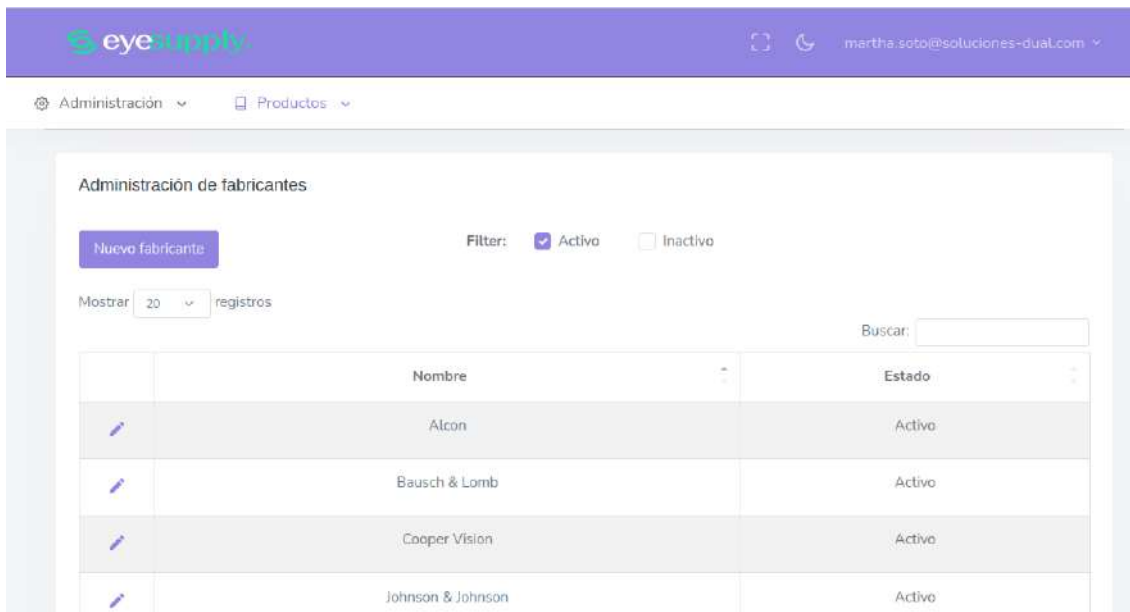 eyesupply.
martha.soto@soluciones-dual.com
Administración
Productos
Administración de fabricantes
Nuevo fabricante
Filter: Activo Inactivo
Mostrar 20 registros
Buscar:
Nombre Estado
Alcon Activo
Bausch & Lomb Activo
Cooper Vision Activo
Johnson & Johnson Activo